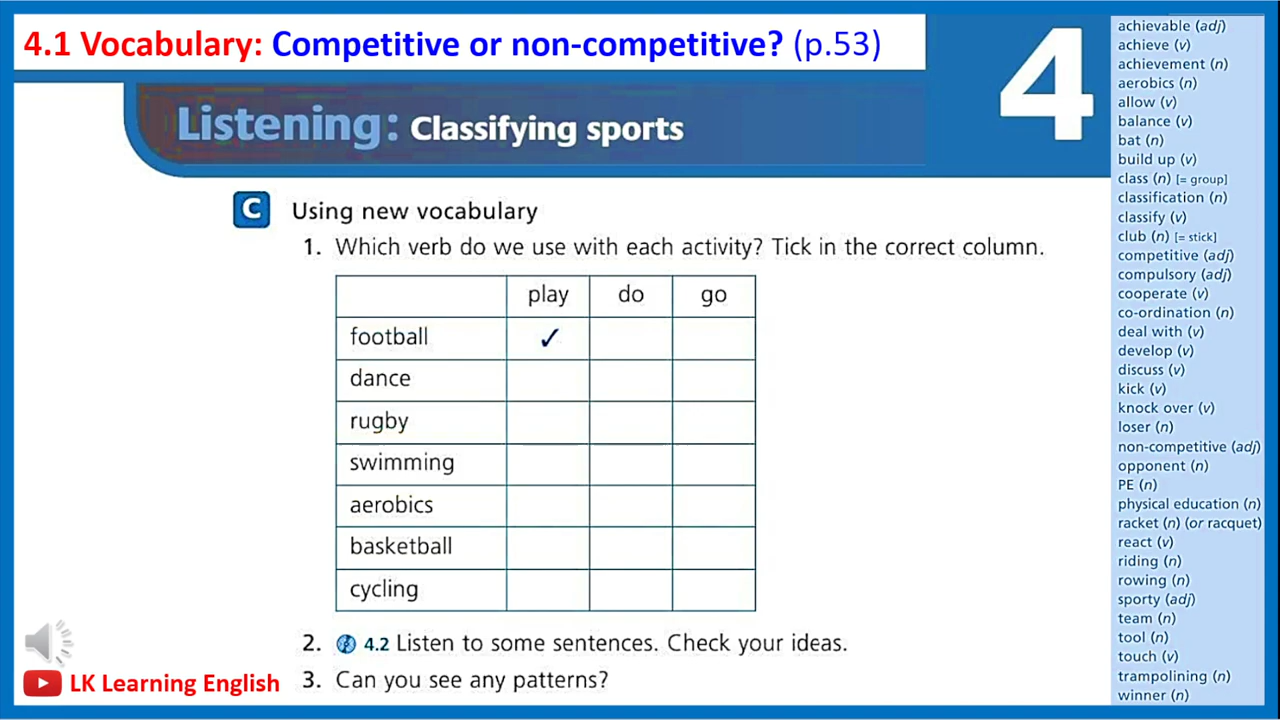 4.1 Vocabulary: Competitive or non-competitive? (p.53)
4
Listening: Classifying sports
C Using new vocabulary
1. Which verb do we use with each activity? Tick in the correct column.
play do go
football ✓
dance
rugby
swimming
aerobics
basketball
cycling
2. 4.2 Listen to some sentences. Check your ideas.
3. Can you see any patterns?
LK Learning English
achievable (adj)
achieve (v)
achievement (n)
aerobics (n)
allow (v)
balance (v)
bat (n)
build up (v)
class (n) [= group]
classification (n)
classify (v)
club (n) [= stick]
competitive (adj)
compulsory (adj)
cooperate (v)
co-ordination (n)
deal with (v)
develop (v)
discuss (v)
kick (v)
knock over (v)
loser (n)
non-competitive (adj)
opponent (n)
PE (n)
physical education (n)
racket (n) (or racquet)
react (v)
riding (n)
rowing (n)
sporty (adj)
team (n)
tool (n)
touch (v)
trampolining (n)
winner (n)